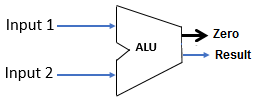 Input 1
Zero
ALU
Result
Input 2